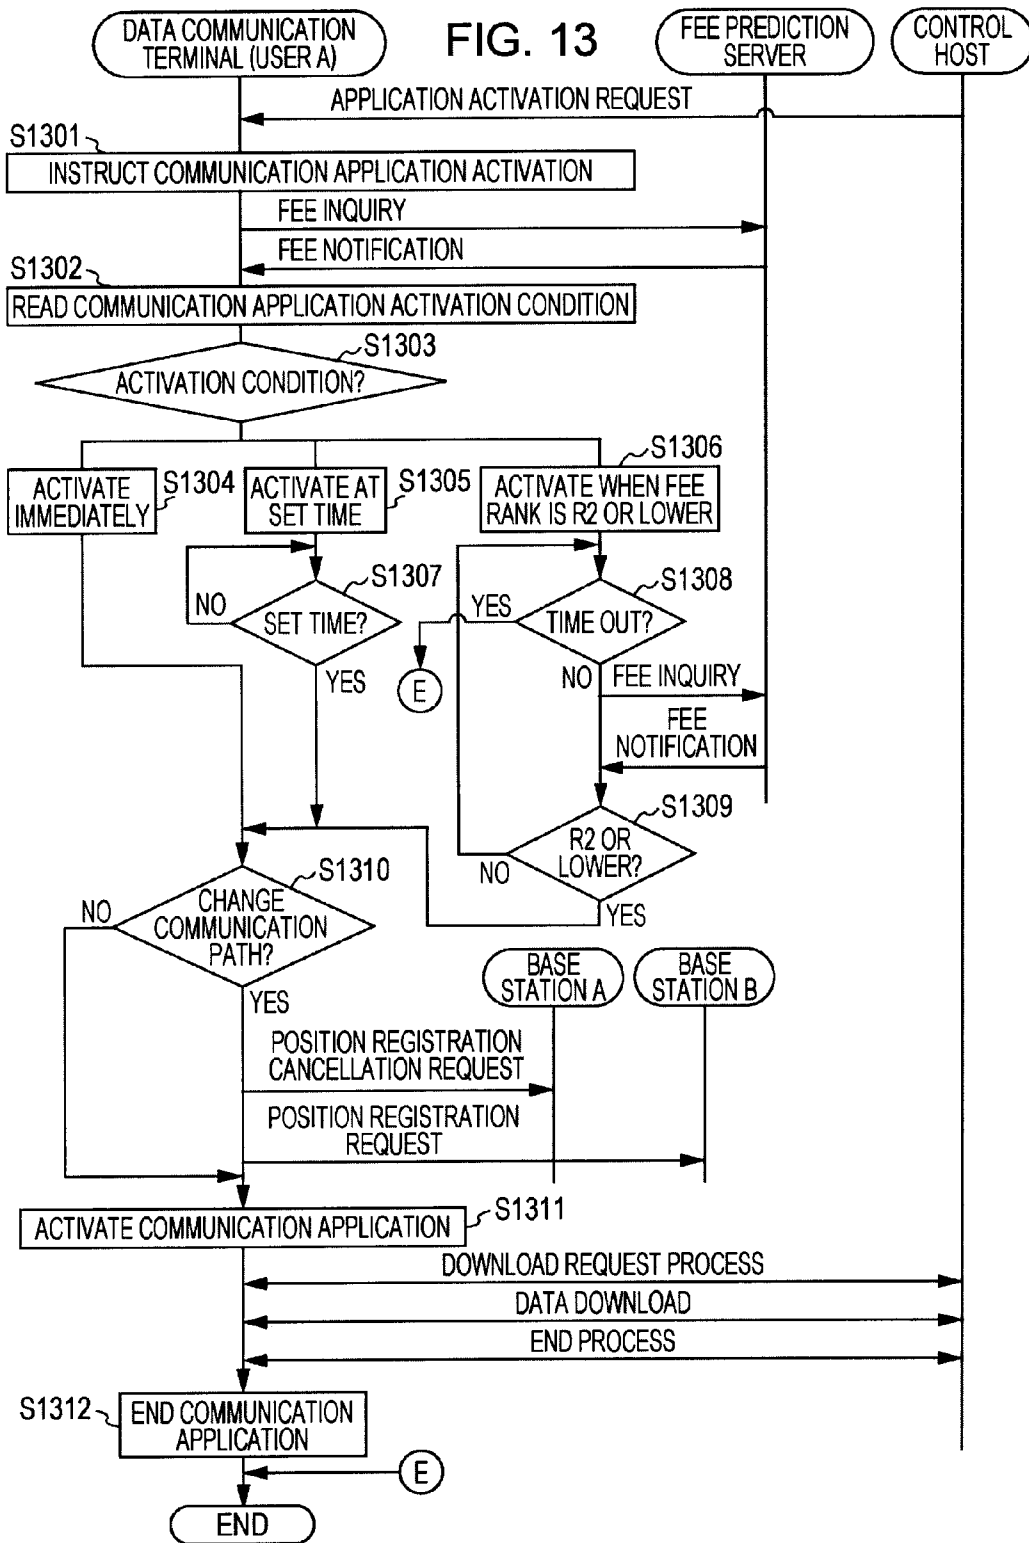 FIG. 13
DATA COMMUNICATION
TERMINAL (USER A)
FEE PREDICTION
SERVER
CONTROL
HOST
APPLICATION ACTIVATION REQUEST
S1301
INSTRUCT COMMUNICATION APPLICATION ACTIVATION
FEE INQUIRY
FEE NOTIFICATION
S1302
READ COMMUNICATION APPLICATION ACTIVATION CONDITION
S1303
ACTIVATION CONDITION?
S1304
ACTIVATE
IMMEDIATELY
S1305
ACTIVATE AT
SET TIME
S1306
ACTIVATE WHEN FEE
RANK IS R2 OR LOWER
S1307
SET TIME?
NO
YES
S1308
TIME OUT?
YES
E
NO
FEE INQUIRY
FEE
NOTIFICATION
S1309
R2 OR
LOWER?
NO
YES
S1310
CHANGE
COMMUNICATION
PATH?
NO
YES
BASE
STATION A
BASE
STATION B
POSITION REGISTRATION
CANCELLATION REQUEST
POSITION REGISTRATION
REQUEST
S1311
ACTIVATE COMMUNICATION APPLICATION
DOWNLOAD REQUEST PROCESS
DATA DOWNLOAD
END PROCESS
S1312
END COMMUNICATION
APPLICATION
E
END